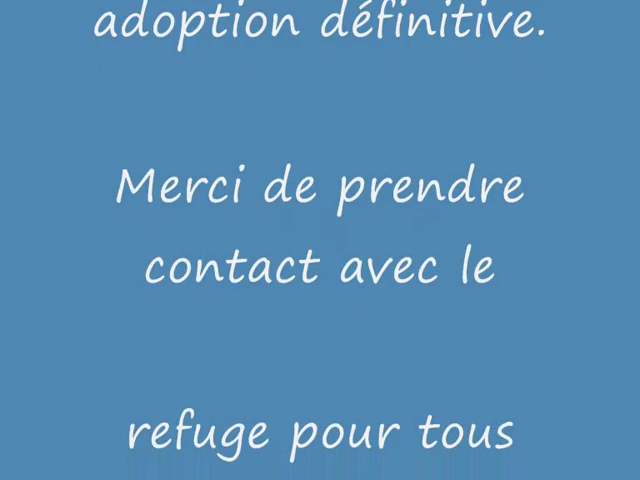 adoption définitive.
Merci de prendre
contact avec le
refuge pour tous